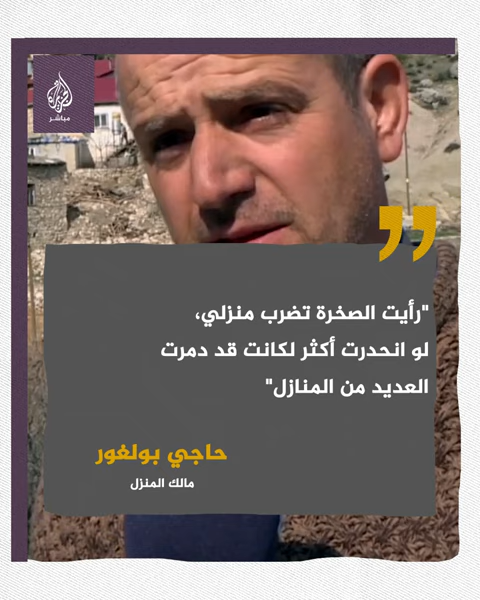 الجزيرة
مباشر
"رأيت الصخرة تضرب منزلي،
لو انحدرت أكثر لكانت قد دمرت
العديد من المنازل"
حاجي بولغور
مالك المنزل